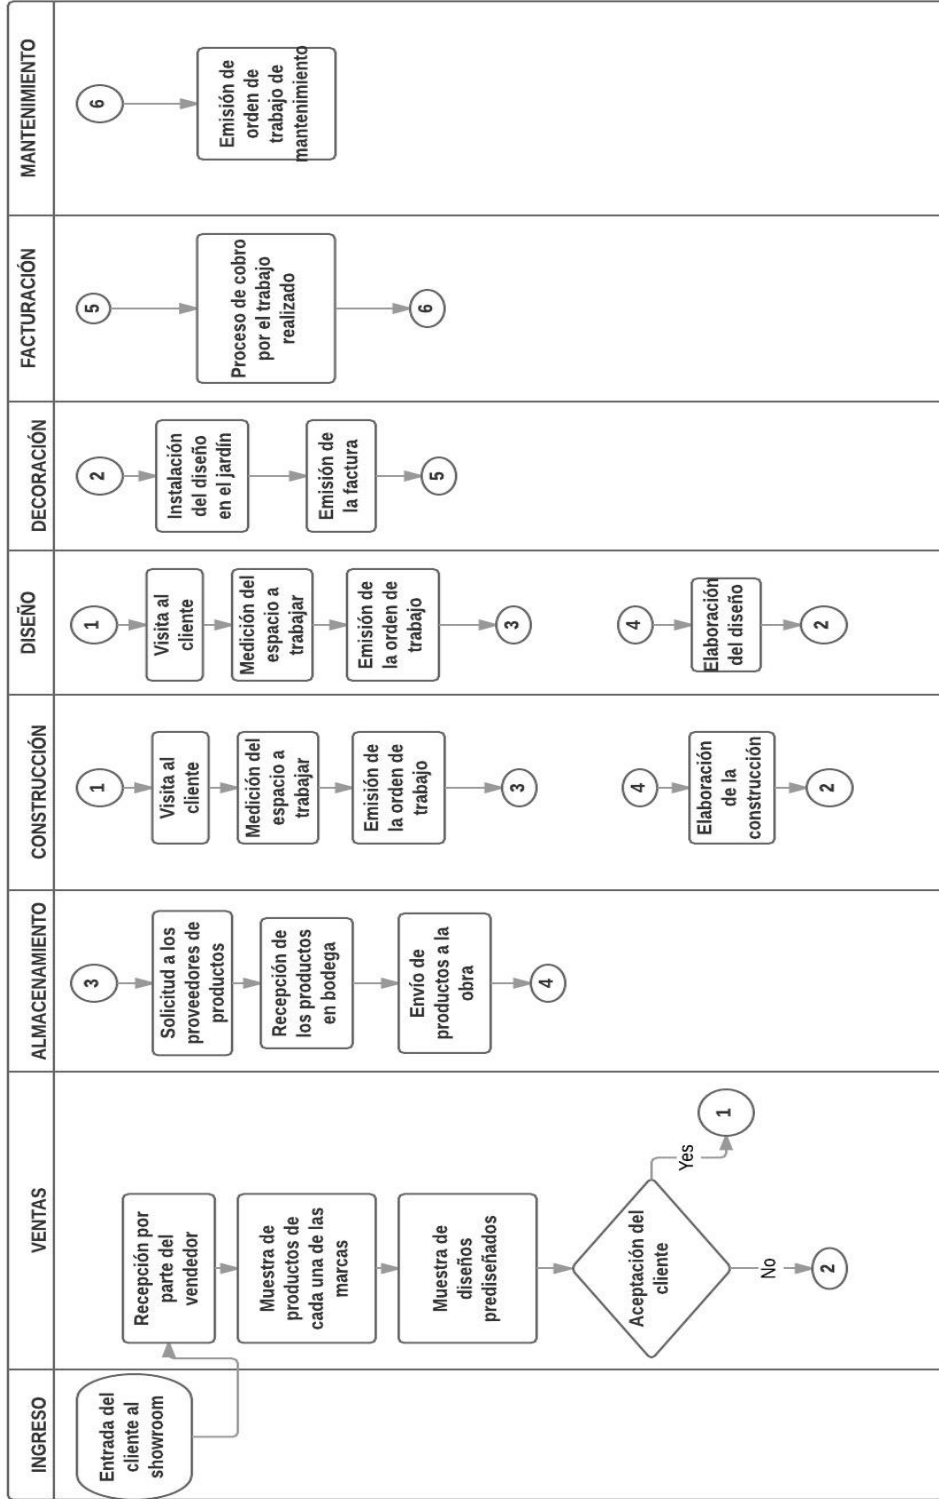 INGRESO
Entrada del
cliente al
showroom
VENTAS
Recepción por
parte del
vendedor
Muestra de
productos de
cada una de las
marcas
Muestra de
diseños
prediseñados
Aceptación del
cliente
Yes
1
No
2
ALMACENAMIENTO
3
Solicitud a los
proveedores de
productos
Recepción de
los productos
en bodega
Envío de
productos a la
obra
4
CONSTRUCCIÓN
1
Visita al
cliente
Medición del
espacio a
trabajar
Emisión de
la orden de
trabajo
3
4
Elaboración
de la
construcción
2
DISEÑO
1
Visita al
cliente
Medición del
espacio a
trabajar
Emisión de
la orden de
trabajo
3
4
Elaboración
del diseño
2
DECORACIÓN
2
Instalación
del diseño
en el jardín
Emisión de
la factura
5
FACTURACIÓN
5
Proceso de cobro
por el trabajo
realizado
6
MANTENIMIENTO
6
Emisión de
orden de
trabajo de
mantenimiento